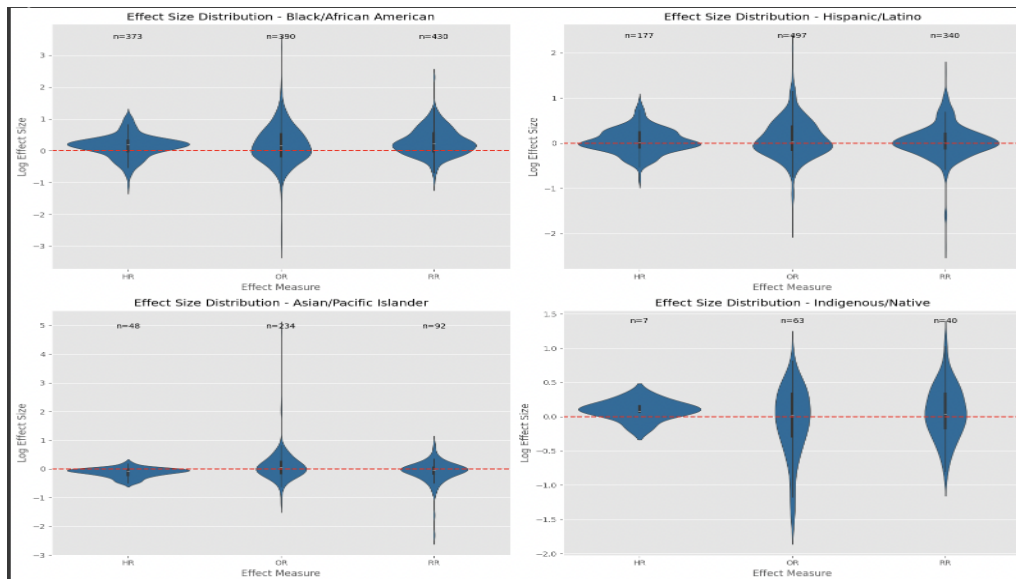 Effect Size Distribution - Black/African American
n=373 n=390 n=430
3
2
1
0
−1
−2
−3
Log Effect Size
HR OR RR
Effect Measure
Effect Size Distribution - Hispanic/Latino
n=177 n=497 n=340
2
1
0
−1
−2
Log Effect Size
HR OR RR
Effect Measure
Effect Size Distribution - Asian/Pacific Islander
n=48 n=234 n=92
5
4
3
2
1
0
−1
−2
−3
Log Effect Size
HR OR RR
Effect Measure
Effect Size Distribution - Indigenous/Native
n=7 n=63 n=40
1.5
1.0
0.5
0.0
−0.5
−1.0
−1.5
−2.0
Log Effect Size
HR OR RR
Effect Measure